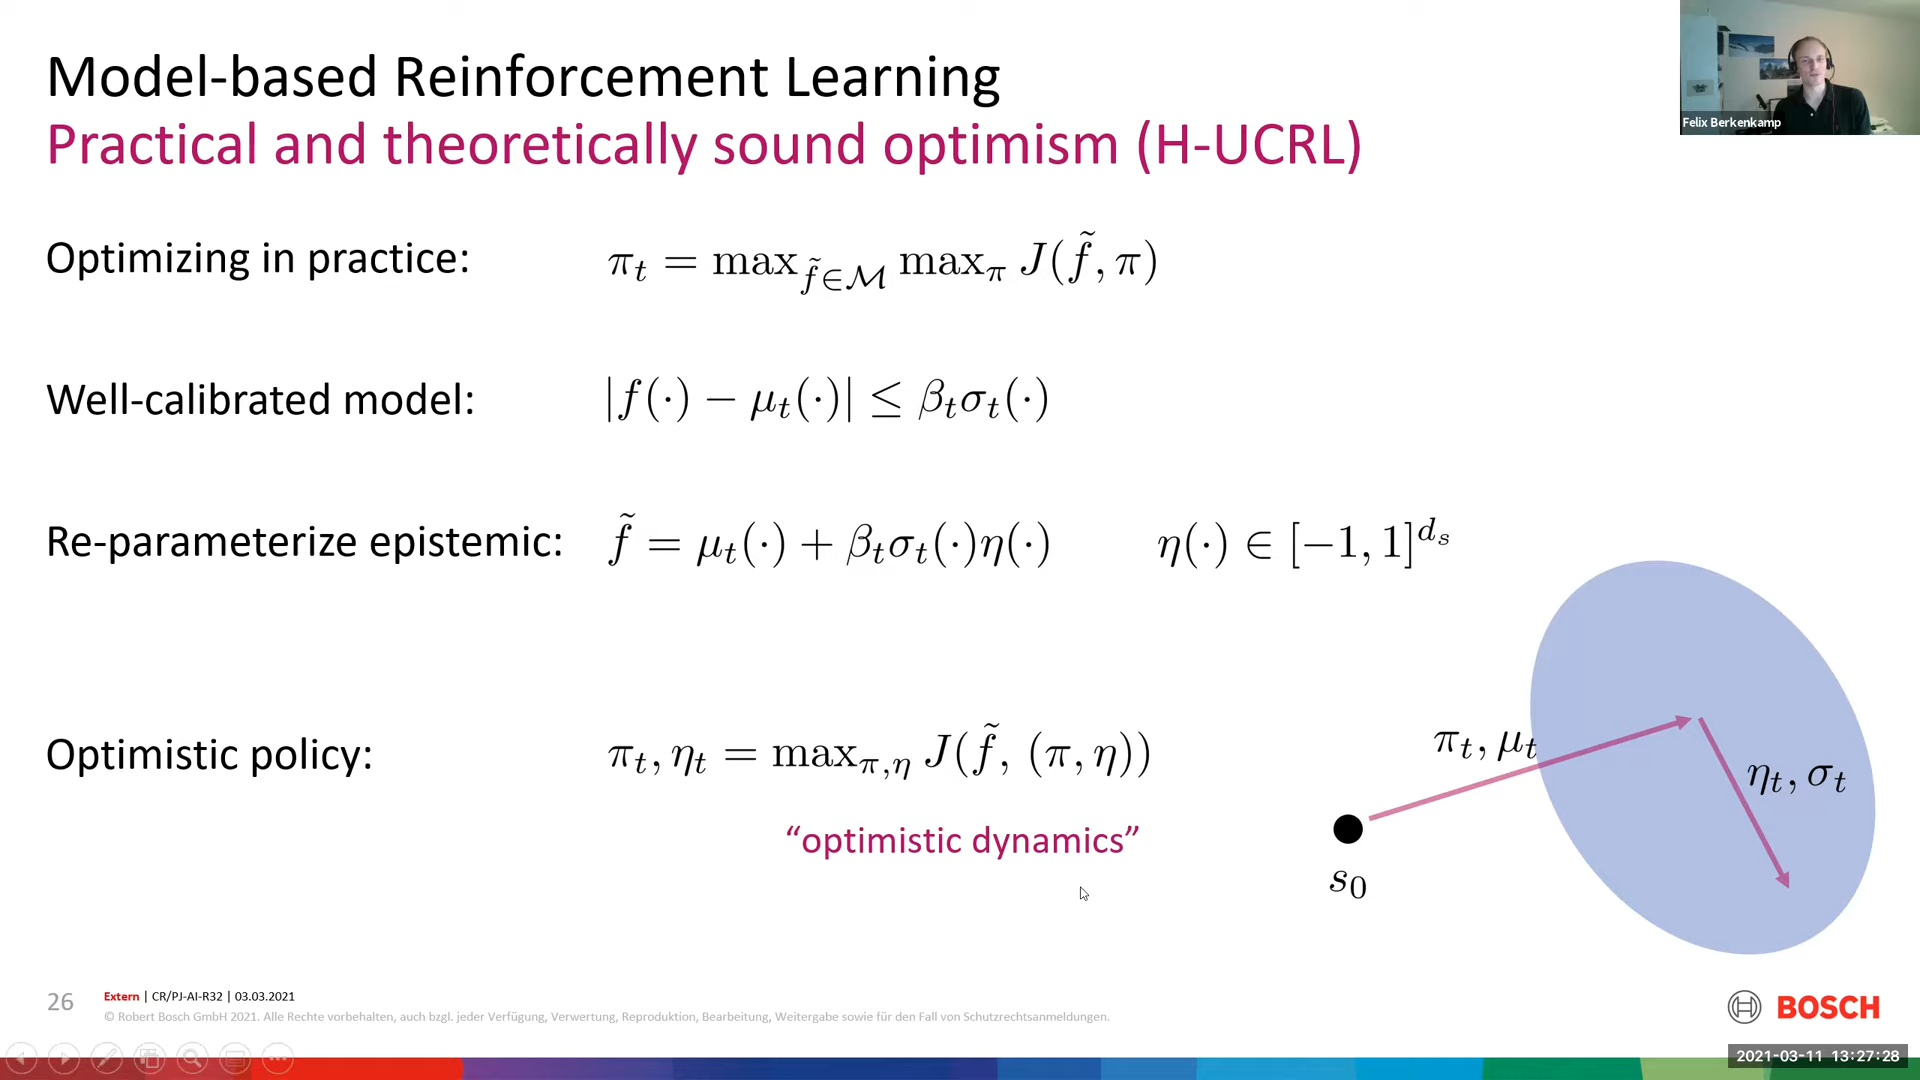 Model-based Reinforcement Learning
Practical and theoretically sound optimism (H-UCRL)
Felix Berkenkamp
Optimizing in practice: π_t = max_{f̃∈ℳ} max_π J(f̃, π)
Well-calibrated model: |f(·) − μ_t(·)| ≤ β_tσ_t(·)
Re-parameterize epistemic: f̃ = μ_t(·) + β_tσ_t(·)η(·) η(·) ∈ [−1, 1]^{d_s}
Optimistic policy: π_t, η_t = max_{π,η} J(f̃, (π, η))
“optimistic dynamics”
π_t, μ_t
η_t, σ_t
s_0
26
Extern | CR/PJ-AI-R32 | 03.03.2021
© Robert Bosch GmbH 2021. Alle Rechte vorbehalten, auch bzgl. jeder Verfügung, Verwertung, Reproduktion, Bearbeitung, Weitergabe sowie für den Fall von Schutzrechtsanmeldungen.
BOSCH
2021-03-11 13:27:28